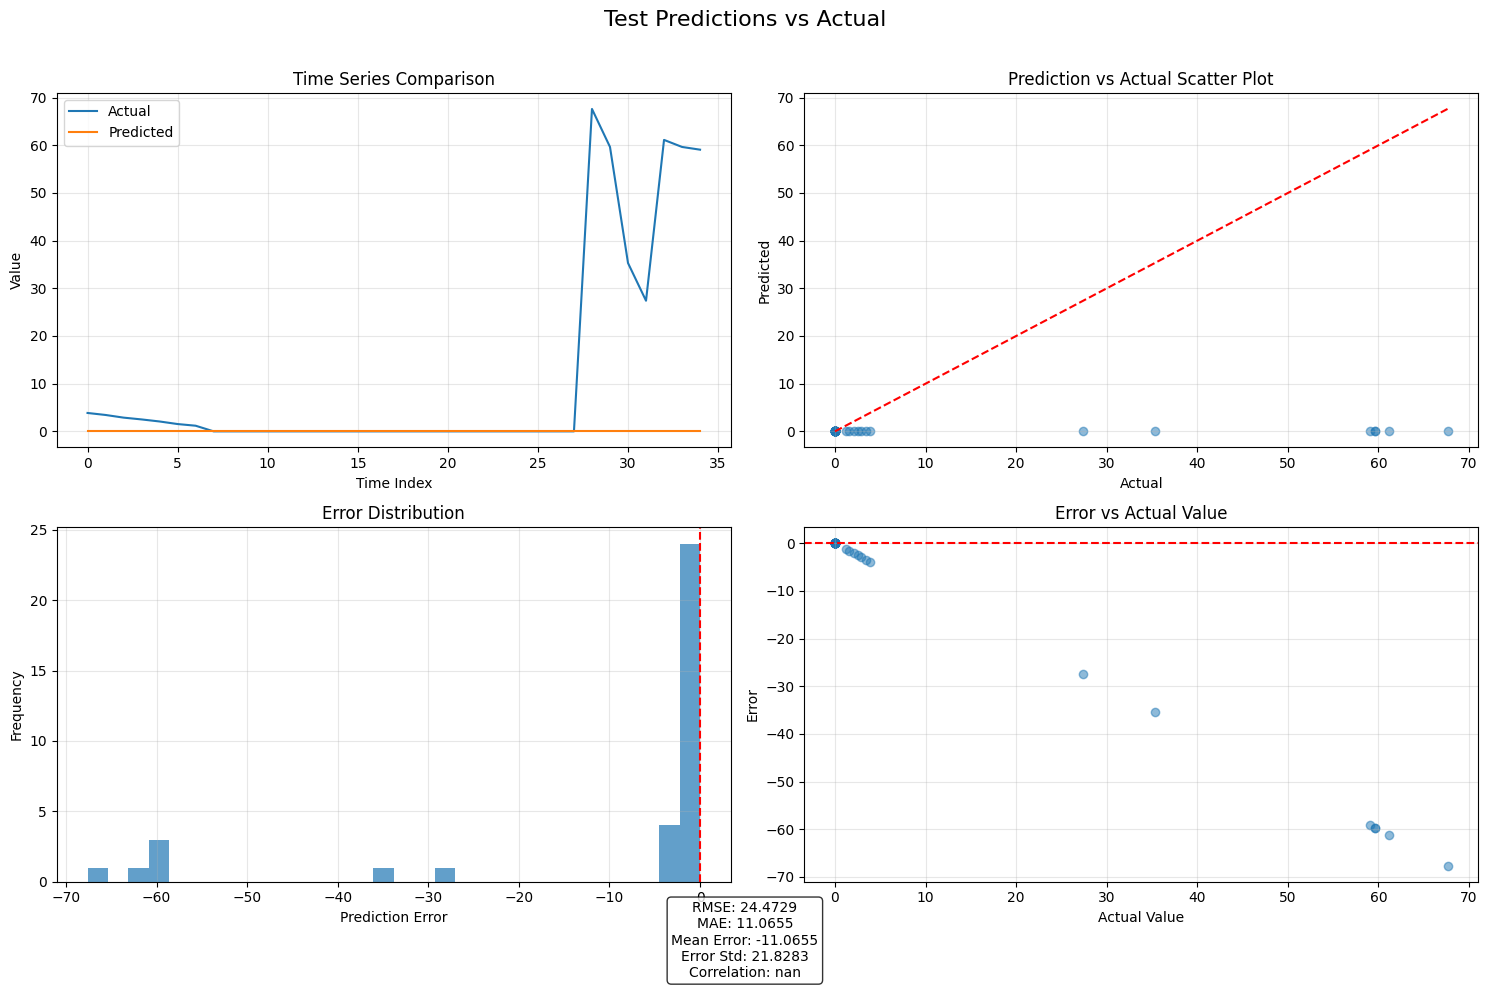 Test Predictions vs Actual
Time Series Comparison
Actual
Predicted
70
60
50
40
30
20
10
0
Value
0 5 10 15 20 25 30 35
Time Index
Prediction vs Actual Scatter Plot
70
60
50
40
30
20
10
0
Predicted
0 10 20 30 40 50 60 70
Actual
Error Distribution
25
20
15
10
5
0
Frequency
−70 −60 −50 −40 −30 −20 −10 0
Prediction Error
Error vs Actual Value
0
−10
−20
−30
−40
−50
−60
−70
Error
0 10 20 30 40 50 60 70
Actual Value
RMSE: 24.4729
MAE: 11.0655
Mean Error: -11.0655
Error Std: 21.8283
Correlation: nan